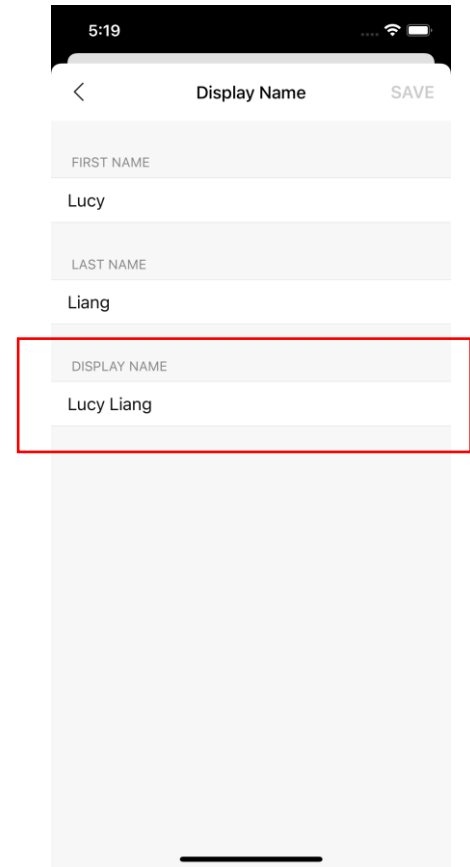 5:19
Display Name SAVE
FIRST NAME
Lucy
LAST NAME
Liang
DISPLAY NAME
Lucy Liang